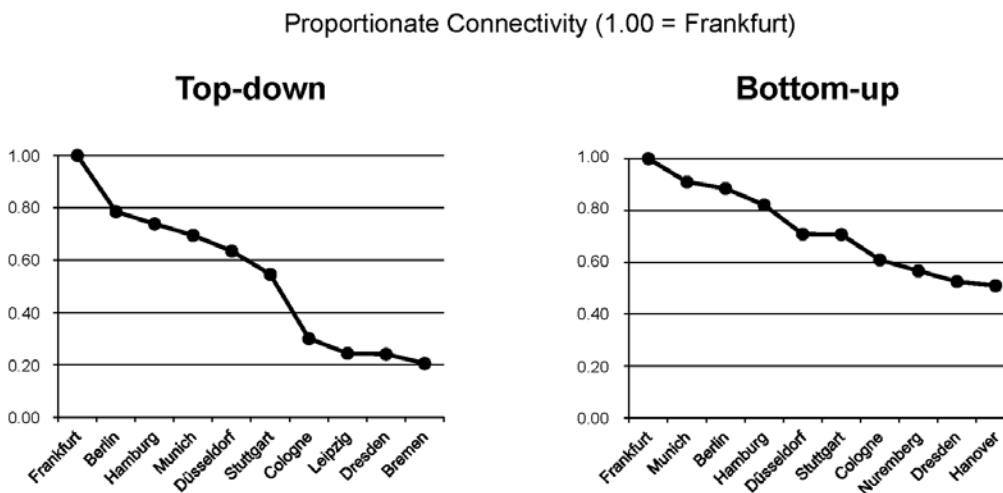 Proportionate Connectivity (1.00 = Frankfurt)
Top-down
1.00
0.80
0.60
0.40
0.20
0.00
Frankfurt
Berlin
Hamburg
Munich
Düsseldorf
Stuttgart
Cologne
Leipzig
Dresden
Bremen
Bottom-up
1.00
0.80
0.60
0.40
0.20
0.00
Frankfurt
Munich
Berlin
Hamburg
Düsseldorf
Stuttgart
Cologne
Nuremberg
Dresden
Hanover